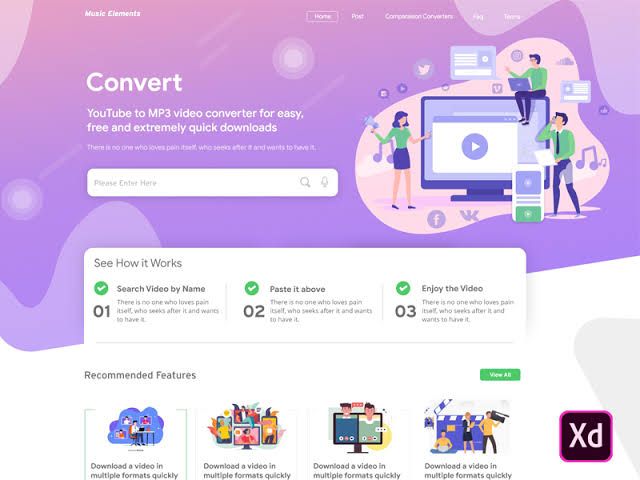 Music Elements
Home Post Comparasion Converters Faq Terms
Convert
YouTube to MP3 video converter for easy,
free and extremely quick downloads
There is no one who loves pain itself, who seeks after it and wants to have it.
Please Enter Here
See How it Works
Search Video by Name
01
There is no one who loves pain
itself, who seeks after it and wants
to have it.
Paste it above
02
There is no one who loves pain
itself, who seeks after it and wants
to have it.
Enjoy the Video
03
There is no one who loves pain
itself, who seeks after it and wants
to have it.
Recommended Features
View All
Download a video in
multiple formats quickly
Download a video in
multiple formats quickly
Download a video in
multiple formats quickly
Download a video in
multiple formats quickly
Xd